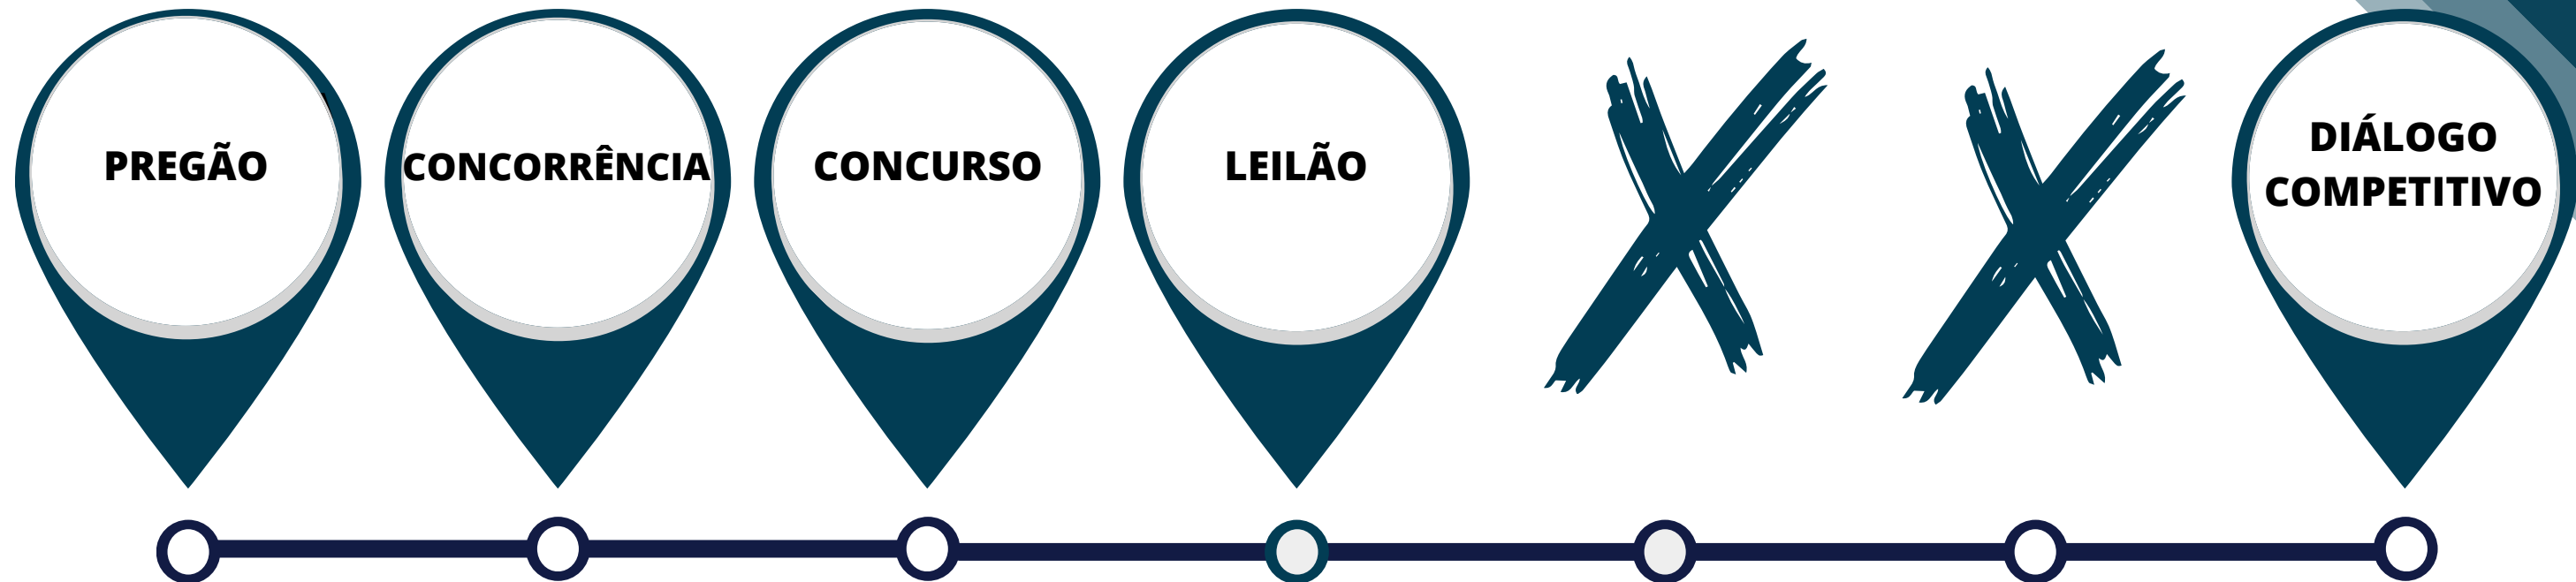 PREGÃO
CONCORRÊNCIA
CONCURSO
LEILÃO
DIÁLOGO
COMPETITIVO